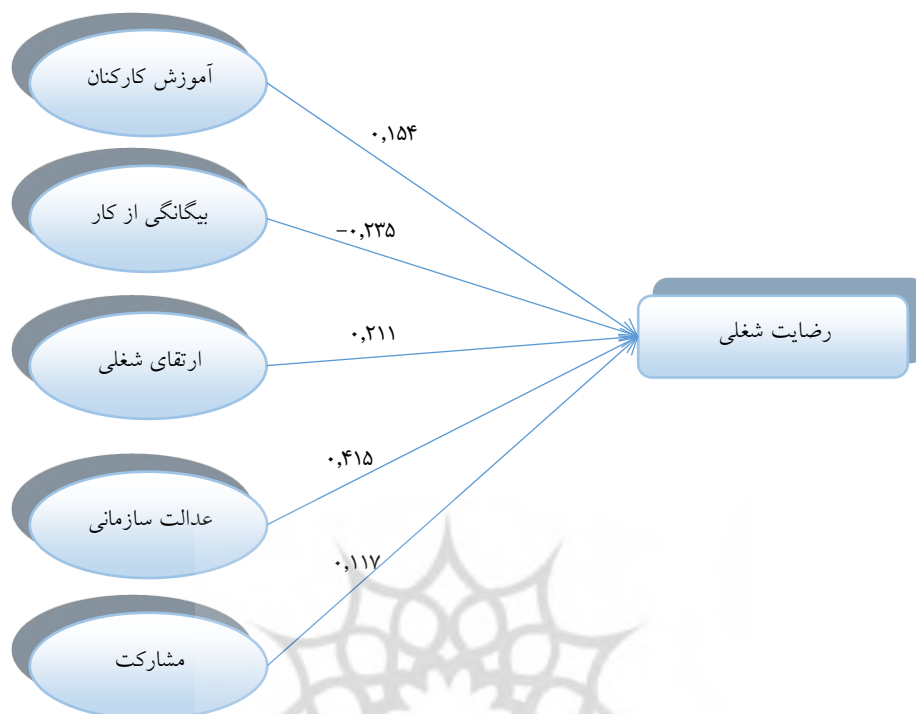 آموزش کارکنان
۰,۱۵۴
بیگانگی از کار
−۰,۲۳۵
ارتقای شغلی
۰,۲۱۱
رضایت شغلی
عدالت سازمانی
۰,۴۱۵
مشارکت
۰,۱۱۷